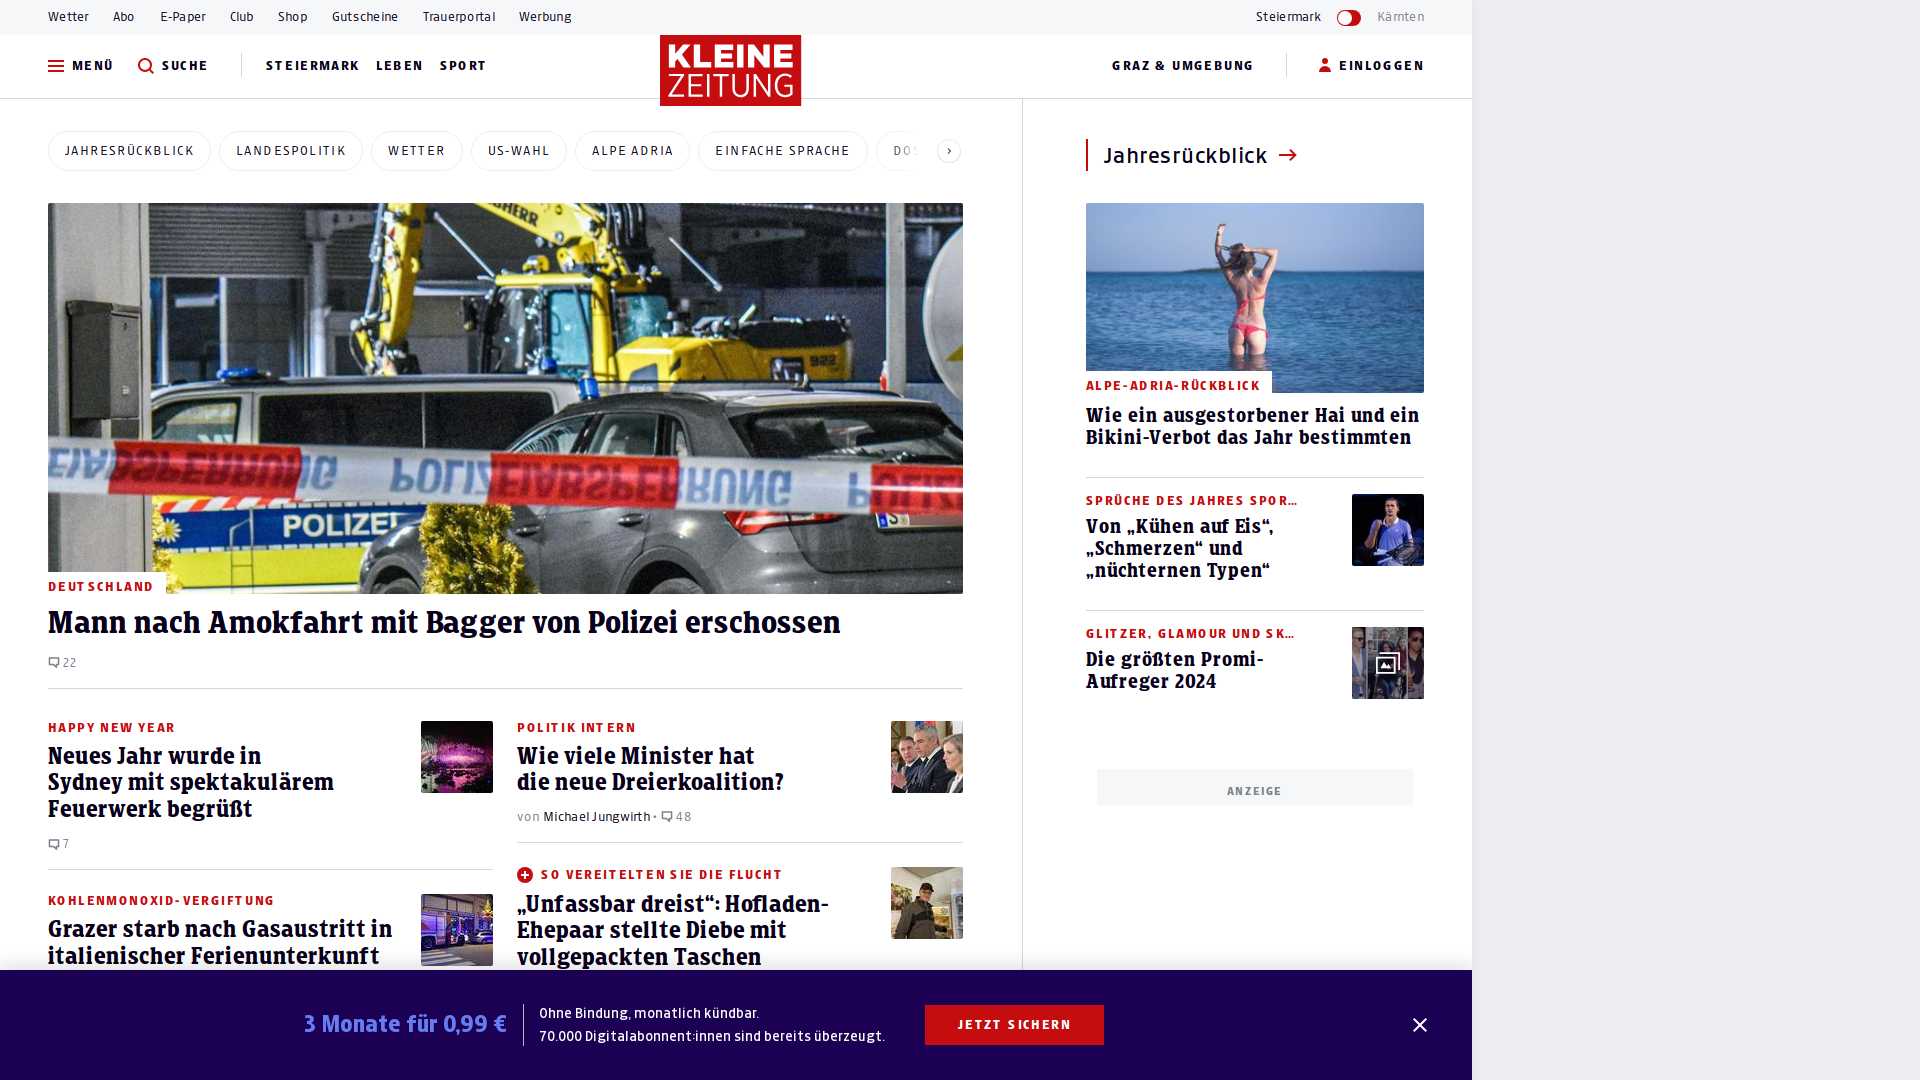 Wetter Abo E-Paper Club Shop Gutscheine Trauerportal Werbung
Steiermark Kärnten
MENÜ SUCHE STEIERMARK LEBEN SPORT
KLEINE
ZEITUNG
GRAZ & UMGEBUNG EINLOGGEN
JAHRESRÜCKBLICK LANDESPOLITIK WETTER US-WAHL ALPE ADRIA EINFACHE SPRACHE
LIEBHERR
922
POLIZEIABSPERRUNG
POLIZEI
DEUTSCHLAND
Mann nach Amokfahrt mit Bagger von Polizei erschossen
22
HAPPY NEW YEAR
Neues Jahr wurde in
Sydney mit spektakulärem
Feuerwerk begrüßt
7
KOHLENMONOXID-VERGIFTUNG
Grazer starb nach Gasaustritt in
italienischer Ferienunterkunft
POLITIK INTERN
Wie viele Minister hat
die neue Dreierkoalition?
von Michael Jungwirth • 48
SO VEREITELTEN SIE DIE FLUCHT
„Unfassbar dreist“: Hofladen-
Ehepaar stellte Diebe mit
vollgepackten Taschen
Jahresrückblick
ALPE-ADRIA-RÜCKBLICK
Wie ein ausgestorbener Hai und ein
Bikini-Verbot das Jahr bestimmten
SPRÜCHE DES JAHRES SPOR...
Von „Kühen auf Eis“,
„Schmerzen“ und
„nüchternen Typen“
GLITZER, GLAMOUR UND SK...
Die größten Promi-
Aufreger 2024
ANZEIGE
3 Monate für 0,99 €
Ohne Bindung, monatlich kündbar.
70.000 Digitalabonnent:innen sind bereits überzeugt.
JETZT SICHERN